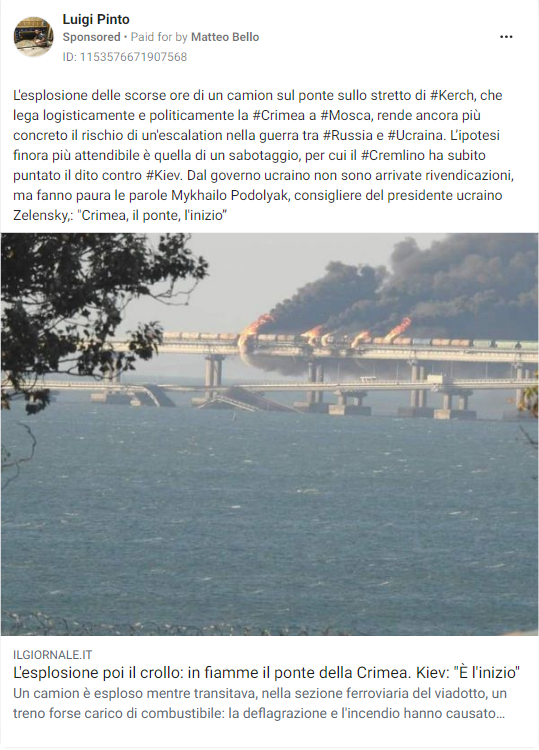 Luigi Pinto
Sponsored • Paid for by Matteo Bello
ID: 1153576671907568
L'esplosione delle scorse ore di un camion sul ponte sullo stretto di #Kerch, che
lega logisticamente e politicamente la #Crimea a #Mosca, rende ancora più
concreto il rischio di un'escalation nella guerra tra #Russia e #Ucraina. L'ipotesi
finora più attendibile è quella di un sabotaggio, per cui il #Cremlino ha subito
puntato il dito contro #Kiev. Dal governo ucraino non sono arrivate rivendicazioni,
ma fanno paura le parole Mykhailo Podolyak, consigliere del presidente ucraino
Zelensky,: "Crimea, il ponte, l'inizio"
ILGIORNALE.IT
L'esplosione poi il crollo: in fiamme il ponte della Crimea. Kiev: "È l'inizio"
Un camion è esploso mentre transitava, nella sezione ferroviaria del viadotto, un
treno forse carico di combustibile: la deflagrazione e l'incendio hanno causato...